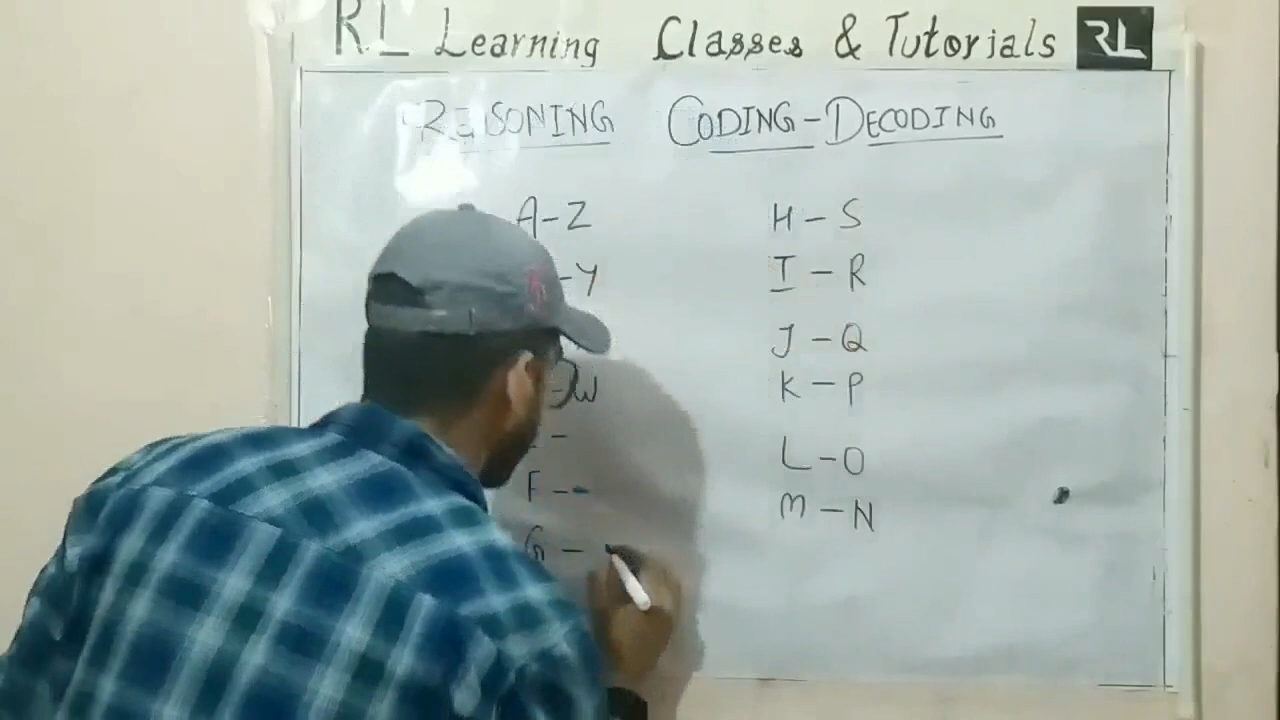 RL Learning Classes & Tutorials RL
REASONING CODING-DECODING
A-Z
-Y
-W
F--
G-
H-S
I-R
J-Q
K-P
L-O
M-N